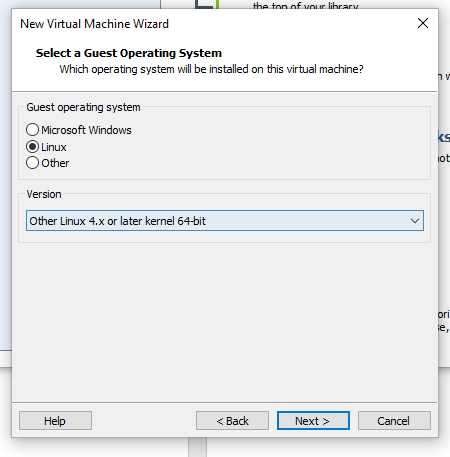 the top of your library.
New Virtual Machine Wizard
Select a Guest Operating System
Which operating system will be installed on this virtual machine?
Guest operating system
Microsoft Windows
Linux
Other
Version
Other Linux 4.x or later kernel 64-bit
Help
< Back
Next >
Cancel